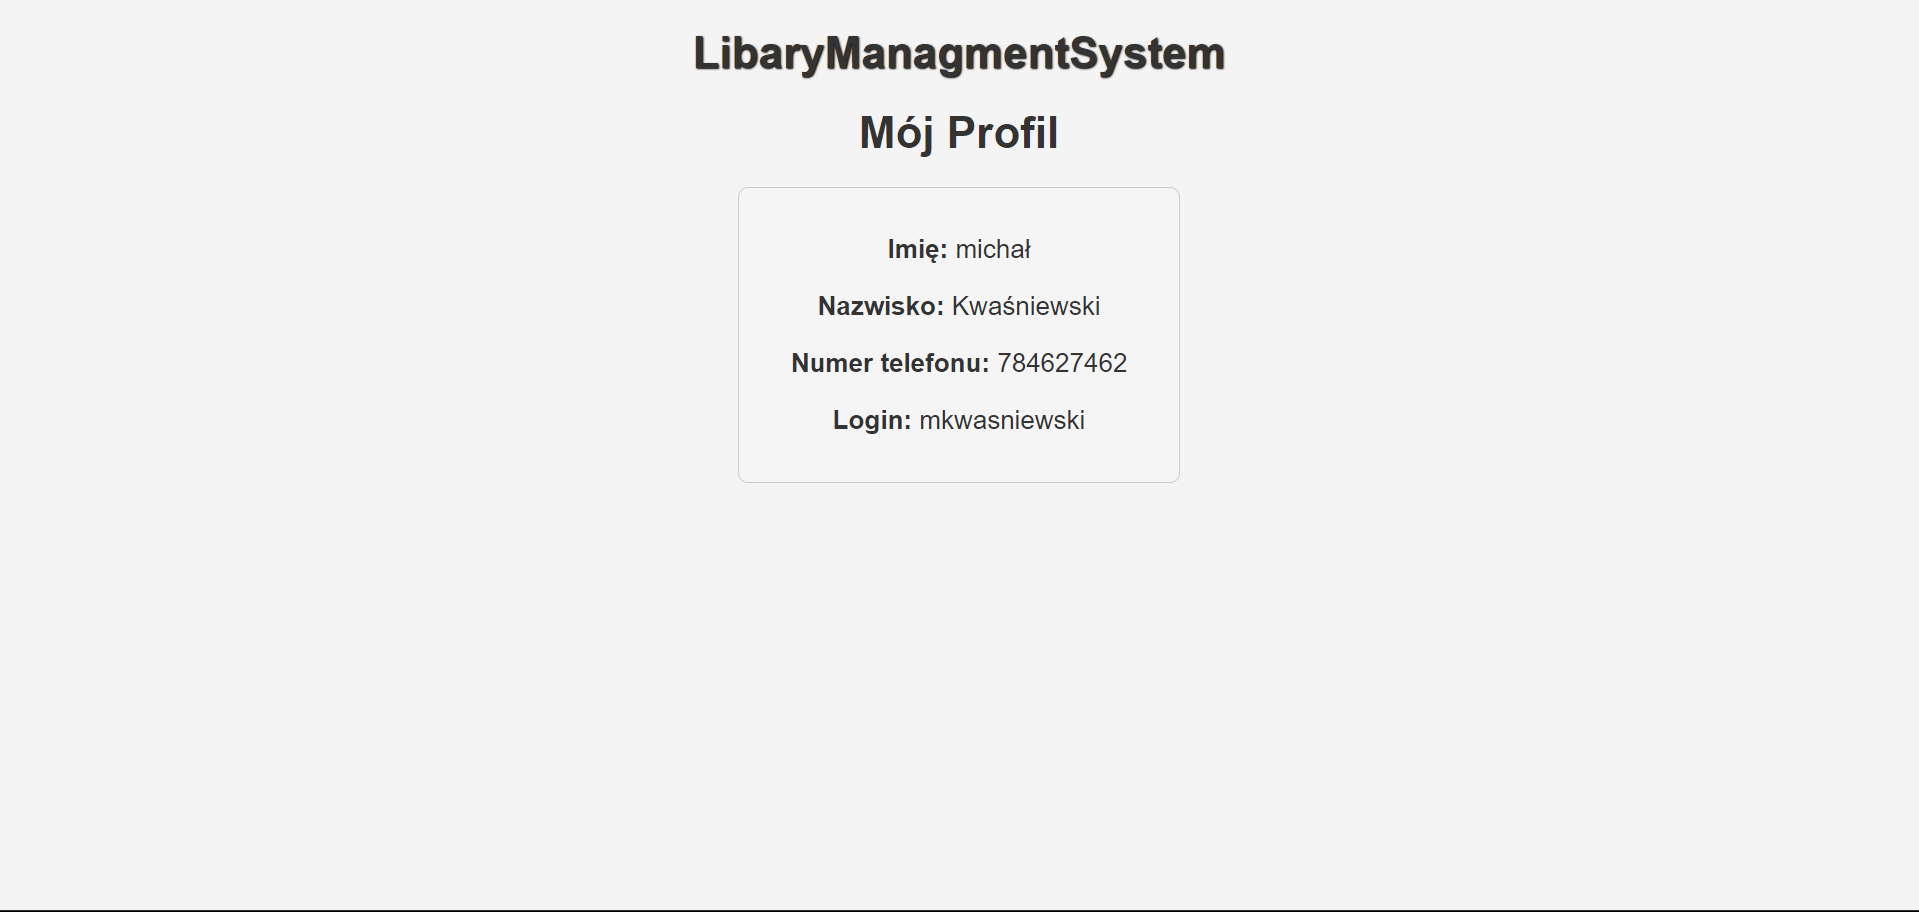 LibaryManagmentSystem
Mój Profil
Imię: michał
Nazwisko: Kwaśniewski
Numer telefonu: 784627462
Login: mkwasniewski